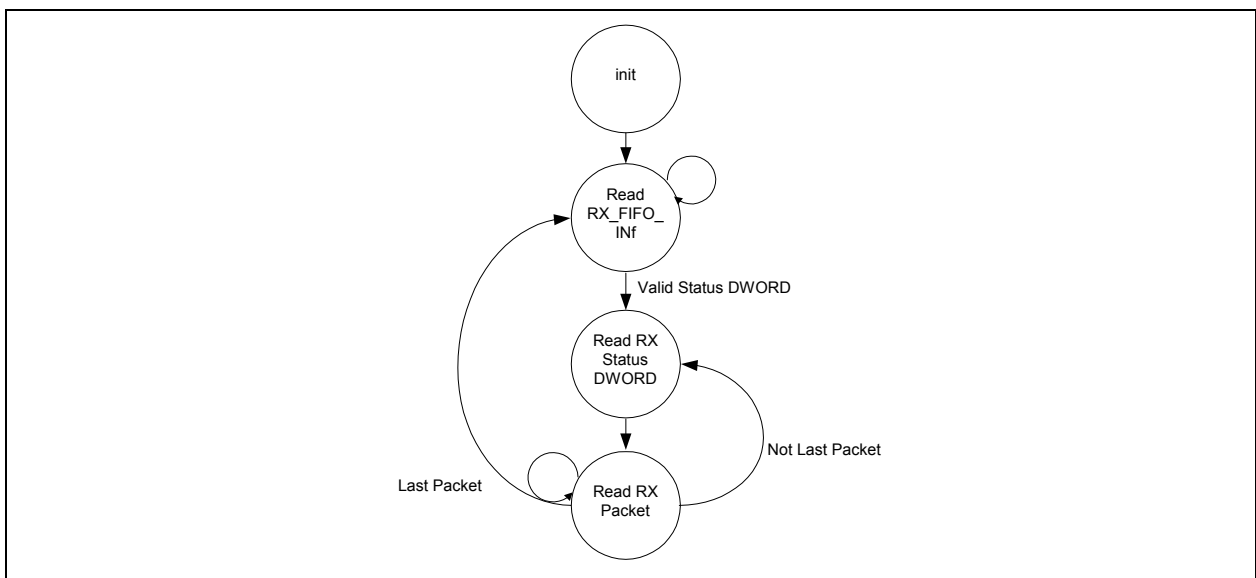 init
Read
RX_FIFO_
INf
Valid Status DWORD
Read RX
Status
DWORD
Not Last Packet
Last Packet
Read RX
Packet